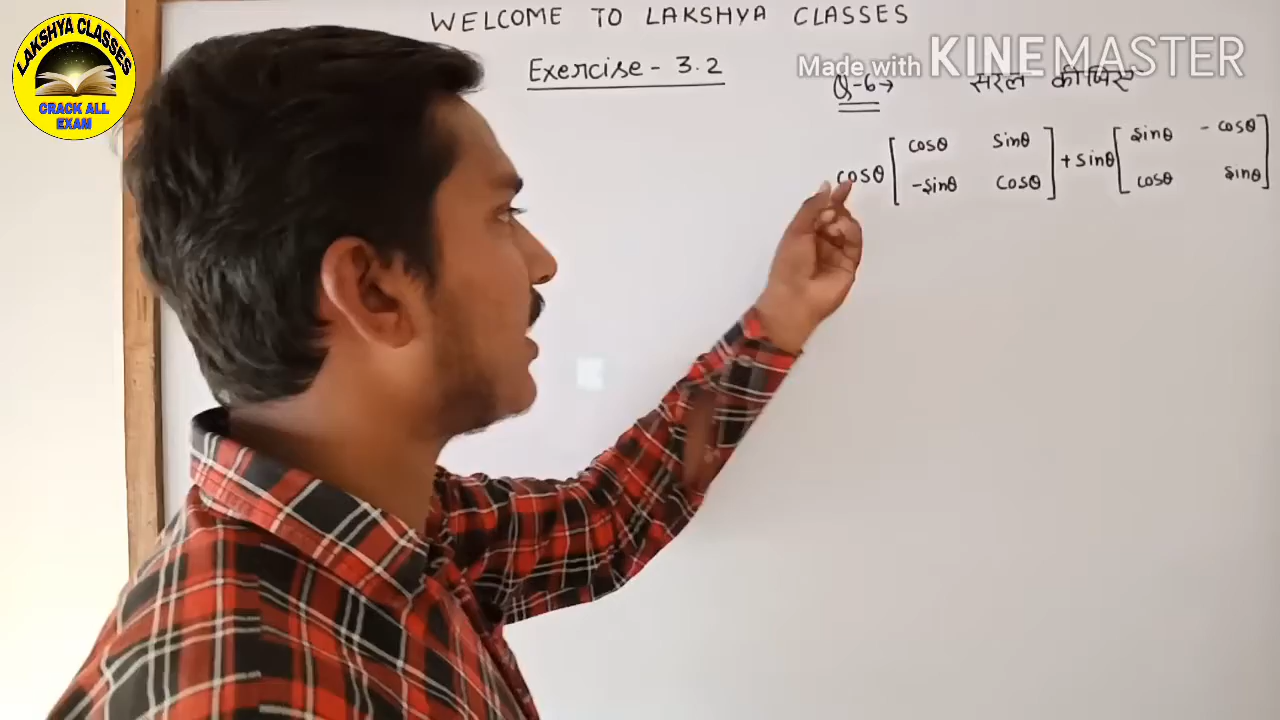 LAKSHYA CLASSES
CRACK ALL
EXAM
WELCOME TO LAKSHYA CLASSES
Made with KINEMASTER
Exercise - 3.2
Q-6→ सरल कीजिए
cosθ [ cosθ sinθ ] + sinθ [ sinθ - cosθ ]
[ -sinθ cosθ ] [ cosθ sinθ ]